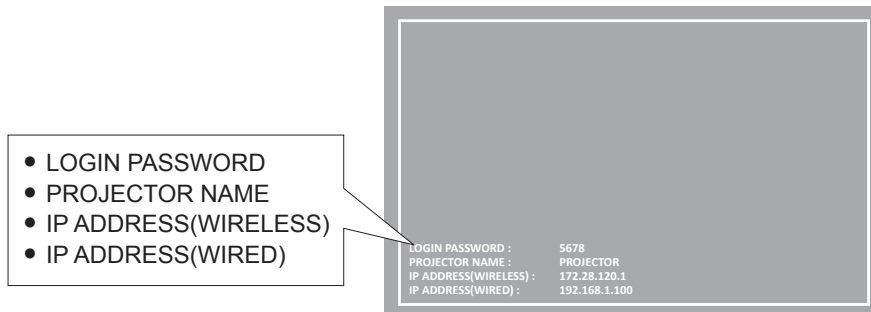 ● LOGIN PASSWORD
● PROJECTOR NAME
● IP ADDRESS(WIRELESS)
● IP ADDRESS(WIRED)
LOGIN PASSWORD : 5678
PROJECTOR NAME : PROJECTOR
IP ADDRESS(WIRELESS) : 172.28.120.1
IP ADDRESS(WIRED) : 192.168.1.100